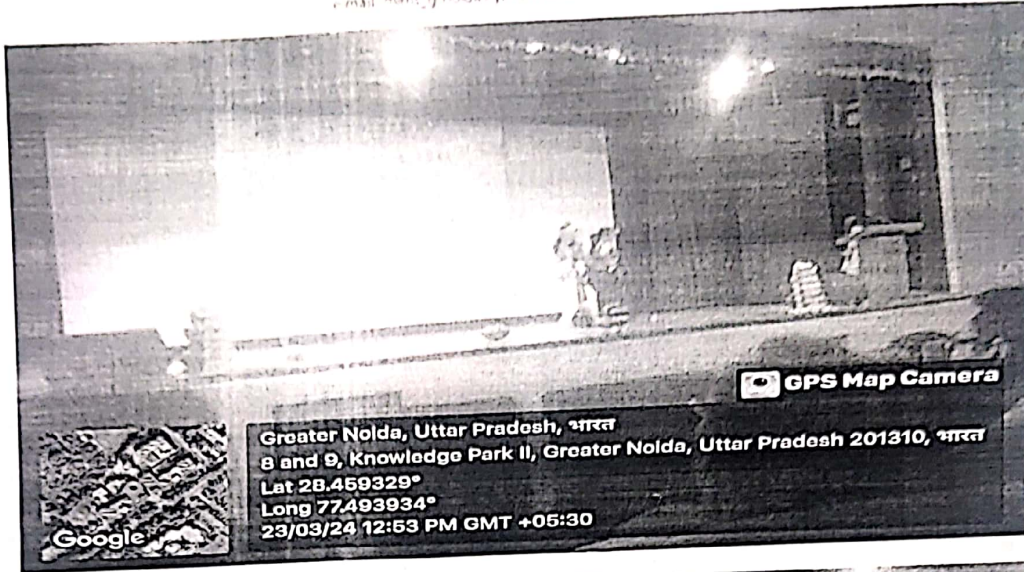 GPS Map Camera
Greater Noida, Uttar Pradesh, भारत
8 and 9, Knowledge Park II, Greater Noida, Uttar Pradesh 201310, भारत
Lat 28.459329°
Long 77.493934°
23/03/24 12:53 PM GMT +05:30
Google